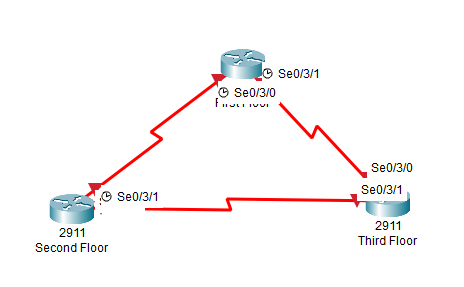 Se0/3/1
Se0/3/0
First Floor
Se0/3/0
Se0/3/1
Se0/3/1
2911
Second Floor
2911
Third Floor